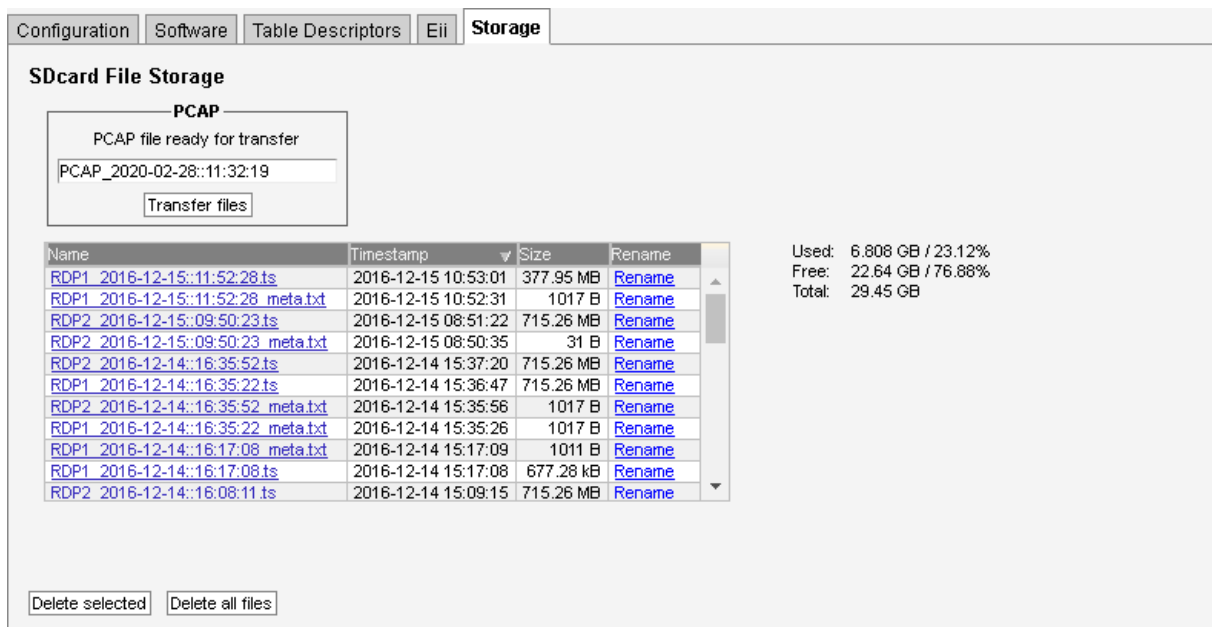 Configuration Software Table Descriptors Eii Storage
SDcard File Storage
PCAP
PCAP file ready for transfer
PCAP_2020-02-28::11:32:19
Transfer files
Name Timestamp Size Rename
RDP1_2016-12-15::11:52:28.ts 2016-12-15 10:53:01 377.95 MB Rename
RDP1_2016-12-15::11:52:28_meta.txt 2016-12-15 10:52:31 1017 B Rename
RDP2_2016-12-15::09:50:23.ts 2016-12-15 08:51:22 715.26 MB Rename
RDP2_2016-12-15::09:50:23_meta.txt 2016-12-15 08:50:35 31 B Rename
RDP2_2016-12-14::16:35:52.ts 2016-12-14 15:37:20 715.26 MB Rename
RDP1_2016-12-14::16:35:22.ts 2016-12-14 15:36:47 715.26 MB Rename
RDP2_2016-12-14::16:35:52_meta.txt 2016-12-14 15:35:56 1017 B Rename
RDP1_2016-12-14::16:35:22_meta.txt 2016-12-14 15:35:26 1017 B Rename
RDP1_2016-12-14::16:17:08_meta.txt 2016-12-14 15:17:09 1011 B Rename
RDP1_2016-12-14::16:17:08.ts 2016-12-14 15:17:08 677.28 kB Rename
RDP2_2016-12-14::16:08:11.ts 2016-12-14 15:09:15 715.26 MB Rename
Used: 6.808 GB / 23.12%
Free: 22.64 GB / 76.88%
Total: 29.45 GB
Delete selected Delete all files